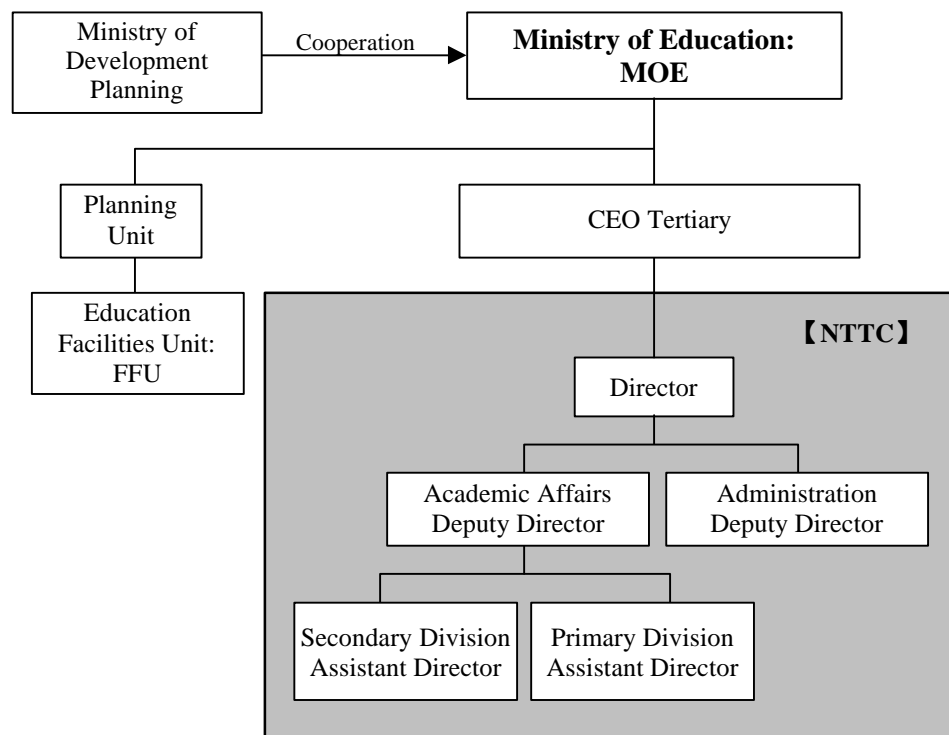 Ministry of
Development
Planning
Cooperation
Ministry of Education:
MOE
Planning
Unit
CEO Tertiary
Education
Facilities Unit:
FFU
【NTTC】
Director
Academic Affairs
Deputy Director
Administration
Deputy Director
Secondary Division
Assistant Director
Primary Division
Assistant Director